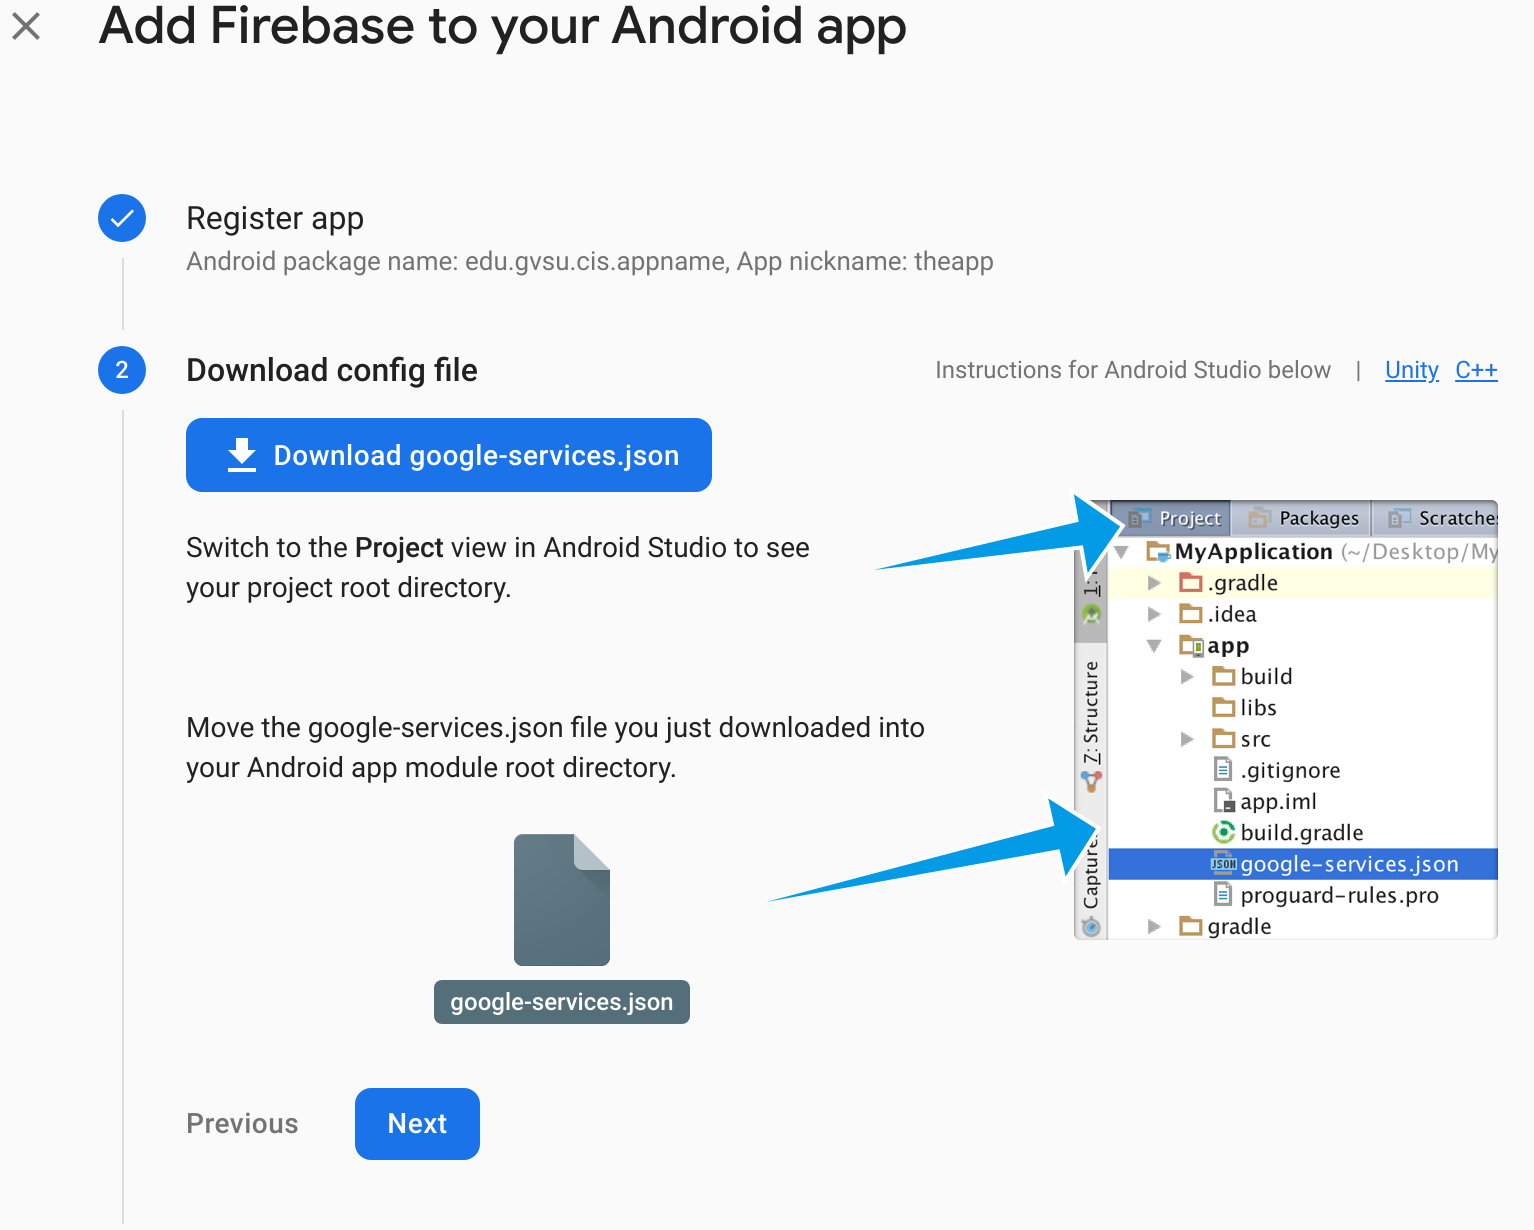 Add Firebase to your Android app
Register app
Android package name: edu.gvsu.cis.appname, App nickname: theapp
2
Download config file
Instructions for Android Studio below | Unity C++
Download google-services.json
Switch to the Project view in Android Studio to see
your project root directory.
Move the google-services.json file you just downloaded into
your Android app module root directory.
google-services.json
Previous
Next
Project Packages Scratches
MyApplication (~/Desktop/My
.gradle
.idea
app
build
libs
src
.gitignore
app.iml
build.gradle
JSON google-services.json
proguard-rules.pro
gradle
1:
Z: Structure
Captures